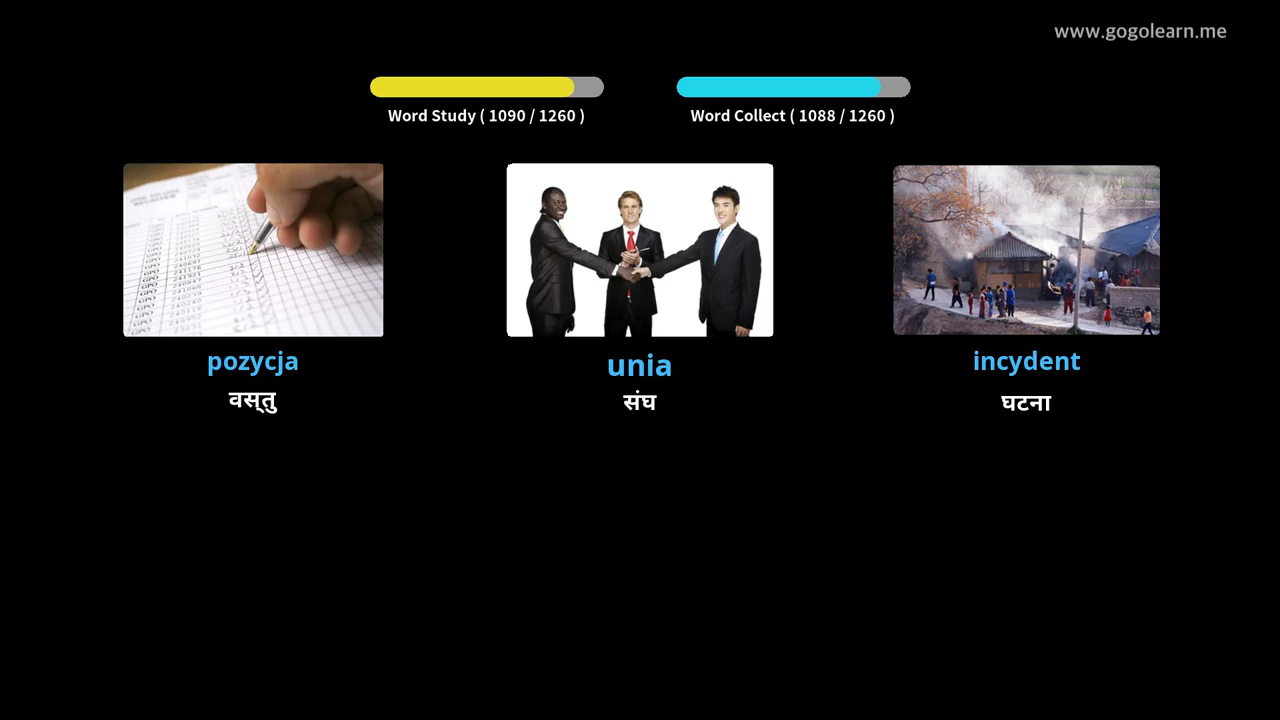 www.gogolearn.me
Word Study ( 1090 / 1260 )
Word Collect ( 1088 / 1260 )
pozycja
unia
incydent
वस्तु
संघ
घटना